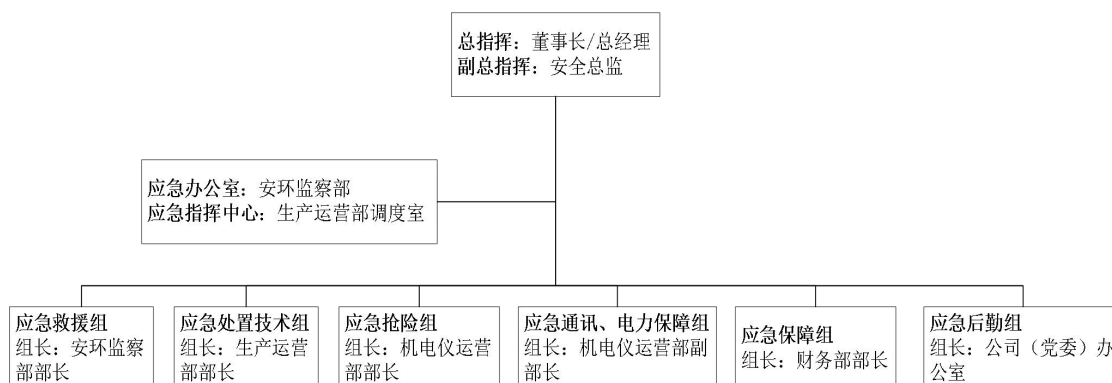 总指挥：董事长/总经理
副总指挥：安全总监
应急办公室：安环监察部
应急指挥中心：生产运营部调度室
应急救援组
组长：安环监察
部部长
应急处置技术组
组长：生产运营
部部长
应急抢险组
组长：机电仪运营
部部长
应急通讯、电力保障组
组长：机电仪运营部副
部长
应急保障组
组长：财务部部长
应急后勤组
组长：公司（党委）办
公室